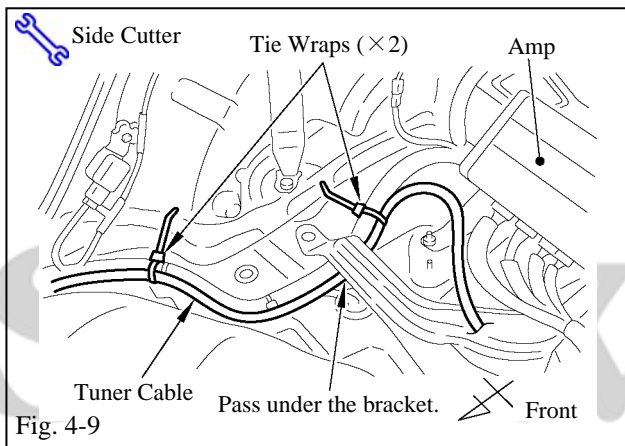 Side Cutter
Tie Wraps (×2)
Amp
Tuner Cable
Pass under the bracket.
Front
Fig. 4-9